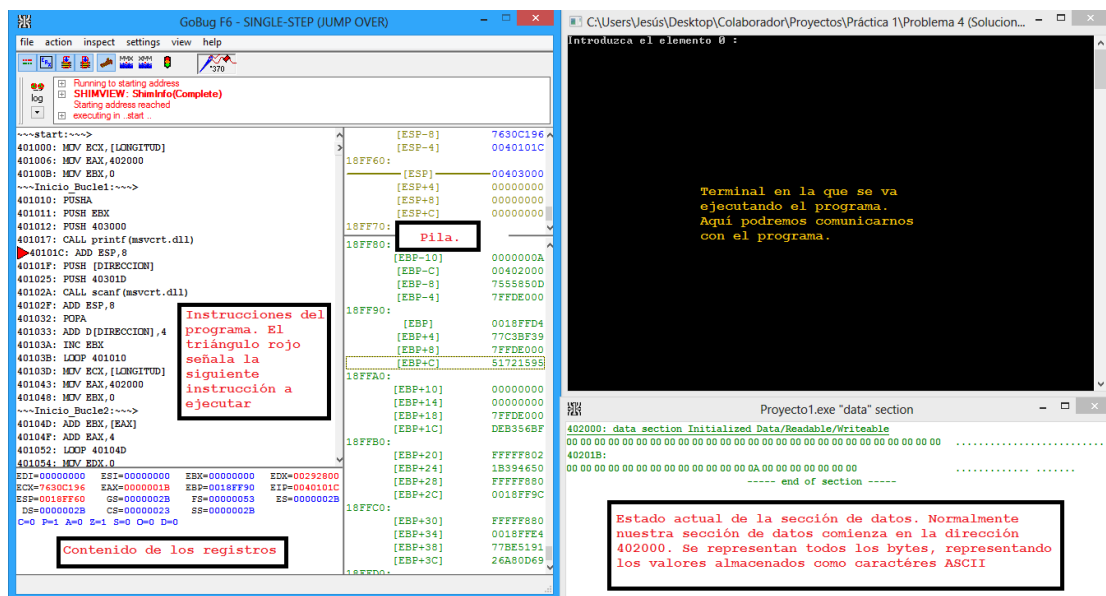 GoBug F6 - SINGLE-STEP (JUMP OVER)
file action inspect settings view help
"370
log
Running to starting address
SHIMVIEW: ShimInfo(Complete)
Starting address reached
executing in ..start ..
~~~start:~~~>
401000: MOV ECX,[LONGITUD]
401006: MOV EAX,402000
40100B: MOV EBX,0
~~~Inicio_Bucle1:~~~>
401010: PUSHA
401011: PUSH EBX
401012: PUSH 403000
401017: CALL printf(msvcrt.dll)
40101C: ADD ESP,8
40101F: PUSH [DIRECCION]
401025: PUSH 40301D
40102A: CALL scanf(msvcrt.dll)
40102F: ADD ESP,8
401032: POPA
401033: ADD D[DIRECCION],4
40103A: INC EBX
40103B: LOOP 401010
40103D: MOV ECX,[LONGITUD]
401043: MOV EAX,402000
401048: MOV EBX,0
~~~Inicio_Bucle2:~~~>
40104D: ADD EBX,[EAX]
40104F: ADD EAX,4
401052: LOOP 40104D
401054: MOV EDX,0
Instrucciones del
programa. El
triángulo rojo
señala la
siguiente
instrucción a
ejecutar
[ESP-8] 7630C196
[ESP-4] 0040101C
18FF60:
[ESP] 00403000
[ESP+4] 00000000
[ESP+8] 00000000
[ESP+C] 00000000
18FF70:
Pila.
18FF80:
[EBP-10] 0000000A
[EBP-C] 00402000
[EBP-8] 7555850D
[EBP-4] 7FFDE000
18FF90:
[EBP] 0018FFD4
[EBP+4] 77C3BF39
[EBP+8] 7FFDE000
[EBP+C] 51721595
18FFA0:
[EBP+10] 00000000
[EBP+14] 00000000
[EBP+18] 7FFDE000
[EBP+1C] DEB356BF
18FFB0:
[EBP+20] FFFFF802
[EBP+24] 1B394650
[EBP+28] FFFFF880
[EBP+2C] 0018FF9C
18FFC0:
[EBP+30] FFFFF880
[EBP+34] 0018FFE4
[EBP+38] 77BE5191
[EBP+3C] 26A80D69
18FFD0:
EDI=00000000 ESI=00000000 EBX=00000000 EDX=00292800
ECX=7630C196 EAX=0000001B EBP=0018FF90 EIP=0040101C
ESP=0018FF60 GS=0000002B FS=00000053 ES=0000002B
DS=0000002B CS=00000023 SS=0000002B
C=0 P=1 A=0 Z=1 S=0 O=0 D=0
Contenido de los registros
C:\Users\Jesús\Desktop\Colaborador\Proyectos\Práctica 1\Problema 4 (Solucion...
Introduzca el elemento 0 :
Terminal en la que se va
ejecutando el programa.
Aquí podremos comunicarnos
con el programa.
Proyecto1.exe "data" section
402000: data section Initialized Data/Readable/Writeable
00 00 00 00 00 00 00 00 00 00 00 00 00 00 00 00 00 00 00 00 00 00 00 00 00 00 00 ...........................
40201B:
00 00 00 00 00 00 00 00 00 00 00 00 00 0A 00 00 00 00 00 00 00 ............. .......
----- end of section -----
Estado actual de la sección de datos. Normalmente
nuestra sección de datos comienza en la dirección
402000. Se representan todos los bytes, representando
los valores almacenados como caractéres ASCII